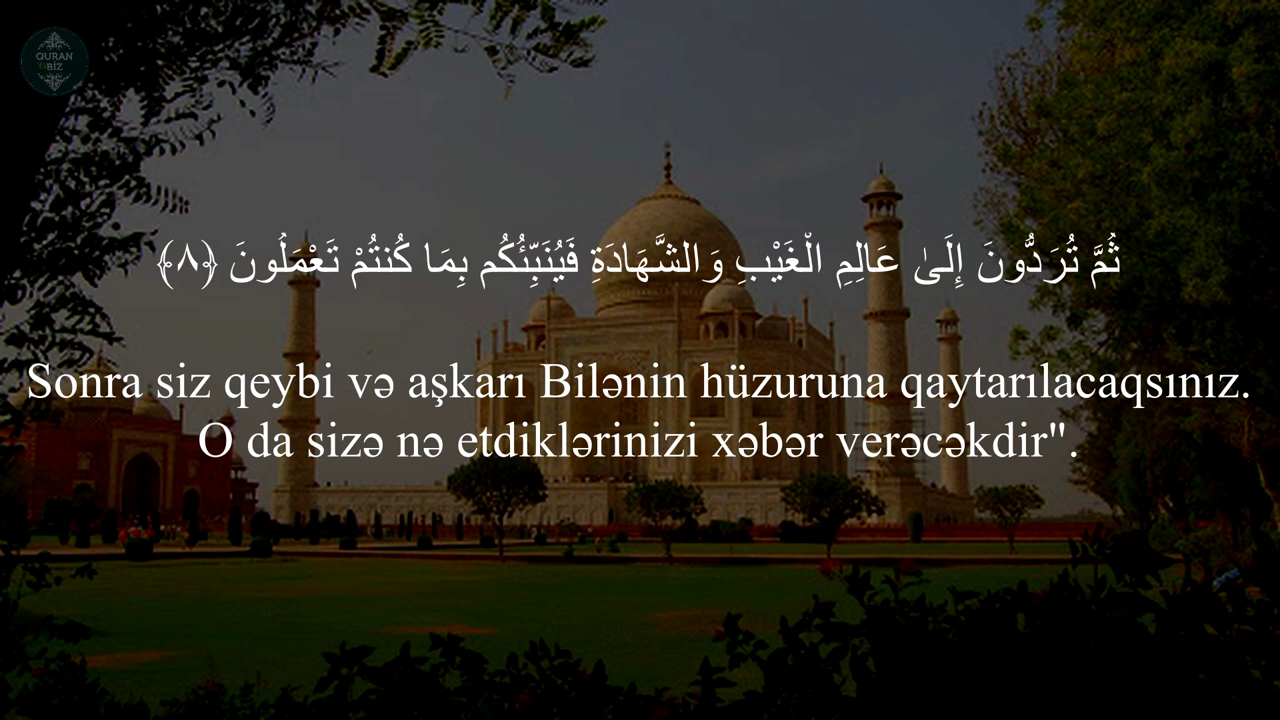 QURAN
BİZ
ثُمَّ تُرَدُّونَ إِلَىٰ عَالِمِ الْغَيْبِ وَالشَّهَادَةِ فَيُنَبِّئُكُم بِمَا كُنتُمْ تَعْمَلُونَ ﴿٨﴾
Sonra siz qeybi və aşkarı Bilənin hüzuruna qaytarılacaqsınız.
O da sizə nə etdiklərinizi xəbər verəcəkdir".